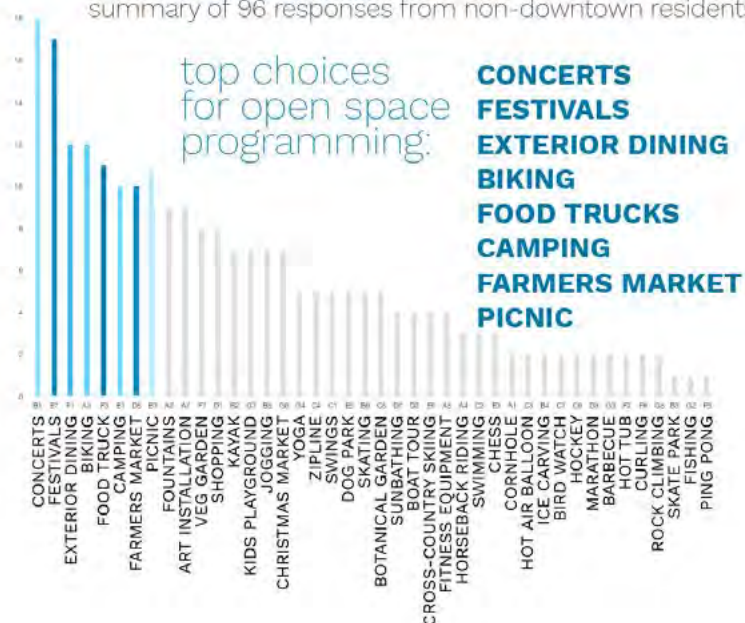 summary of 96 responses from non-downtown residents
top choices
for open space
programming:
CONCERTS
FESTIVALS
EXTERIOR DINING
BIKING
FOOD TRUCKS
CAMPING
FARMERS MARKET
PICNIC
CONCERTS
FESTIVALS
EXTERIOR DINING
BIKING
FOOD TRUCK
CAMPING
FARMERS MARKET
PICNIC
FOUNTAINS
ART INSTALLATION
VEG GARDEN
SHOPPING
KAYAK
KIDS PLAYGROUND
JOGGING
CHRISTMAS MARKET
YOGA
ZIPLINE
SWINGS
DOG PARK
SKATING
BOTANICAL GARDEN
SUNBATHING
BOAT TOUR
CROSS-COUNTRY SKIING
FITNESS EQUIPMENT
HORSEBACK RIDING
SWIMMING
CHESS
CORNHOLE
HOT AIR BALLOON
ICE CARVING
BIRD WATCH
HOCKEY
MARATHON
BARBECUE
HOT TUB
CURLING
ROCK CLIMBING
SKATE PARK
FISHING
PING PONG